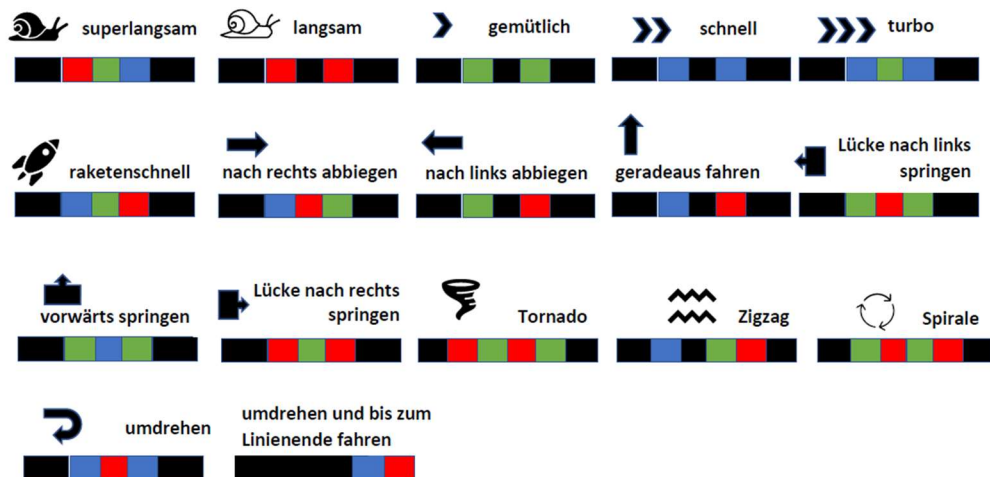 superlangsam
langsam
gemütlich
schnell
turbo
raketenschnell
nach rechts abbiegen
nach links abbiegen
geradeaus fahren
Lücke nach links
springen
vorwärts springen
Lücke nach rechts
springen
Tornado
Zigzag
Spirale
umdrehen
umdrehen und bis zum
Linienende fahren